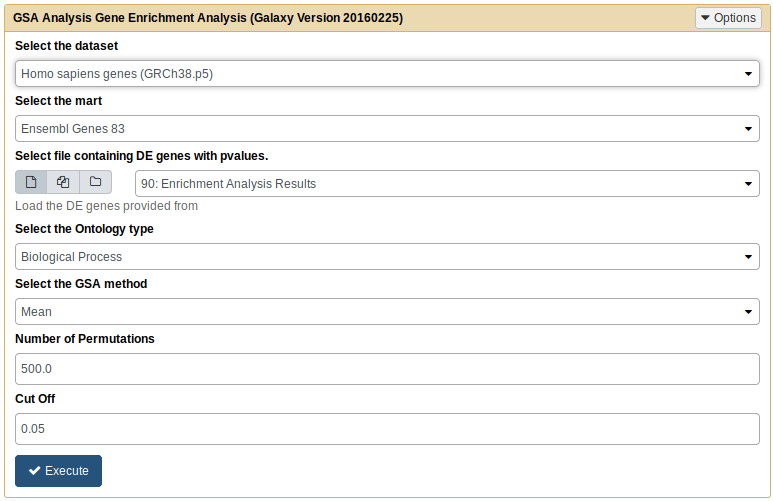 GSA Analysis Gene Enrichment Analysis (Galaxy Version 20160225)
Options
Select the dataset
Homo sapiens genes (GRCh38.p5)
Select the mart
Ensembl Genes 83
Select file containing DE genes with pvalues.
90: Enrichment Analysis Results
Load the DE genes provided from
Select the Ontology type
Biological Process
Select the GSA method
Mean
Number of Permutations
500.0
Cut Off
0.05
Execute